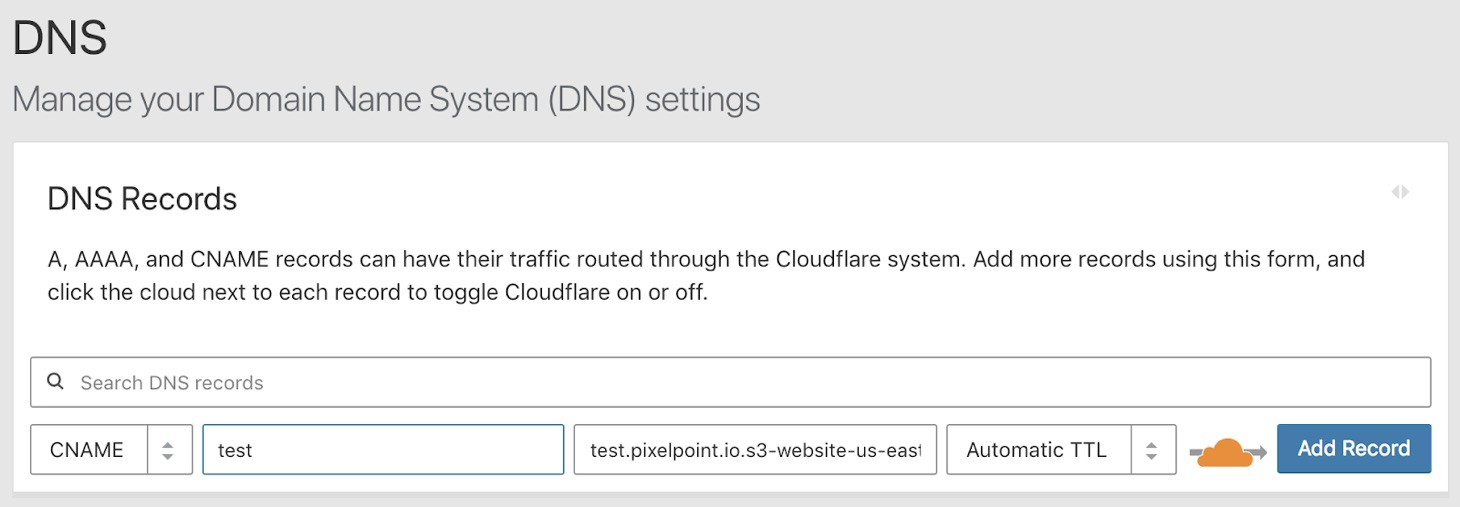 DNS
Manage your Domain Name System (DNS) settings
DNS Records
A, AAAA, and CNAME records can have their traffic routed through the Cloudflare system. Add more records using this form, and
click the cloud next to each record to toggle Cloudflare on or off.
Search DNS records
CNAME test test.pixelpoint.io.s3-website-us-east Automatic TTL Add Record